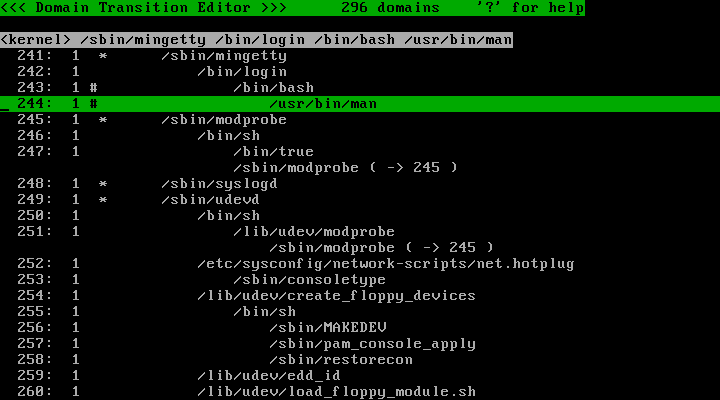 <<< Domain Transition Editor >>>      296 domains    '?' for help
<kernel> /sbin/mingetty /bin/login /bin/bash /usr/bin/man
241:  1  *      /sbin/mingetty
242:  1             /bin/login
243:  1 #               /bin/bash
_ 244:  1 #                   /usr/bin/man
245:  1  *      /sbin/modprobe
246:  1             /bin/sh
247:  1                 /bin/true
/sbin/modprobe ( -> 245 )
248:  1  *      /sbin/syslogd
249:  1  *      /sbin/udevd
250:  1             /bin/sh
251:  1                 /lib/udev/modprobe
/sbin/modprobe ( -> 245 )
252:  1             /etc/sysconfig/network-scripts/net.hotplug
253:  1                 /sbin/consoletype
254:  1             /lib/udev/create_floppy_devices
255:  1                 /bin/sh
256:  1                     /sbin/MAKEDEV
257:  1                     /sbin/pam_console_apply
258:  1                     /sbin/restorecon
259:  1             /lib/udev/edd_id
260:  1             /lib/udev/load_floppy_module.sh